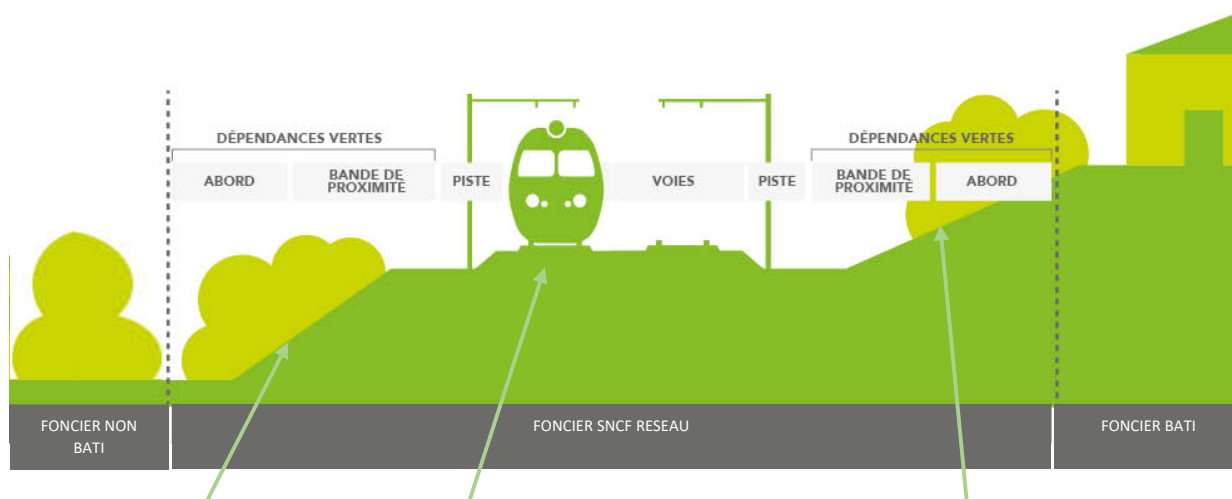 DÉPENDANCES VERTES
DÉPENDANCES VERTES
ABORD
BANDE DE
PROXIMITÉ
PISTE
VOIES
PISTE
BANDE DE
PROXIMITÉ
ABORD
FONCIER NON
BATI
FONCIER SNCF RESEAU
FONCIER BATI